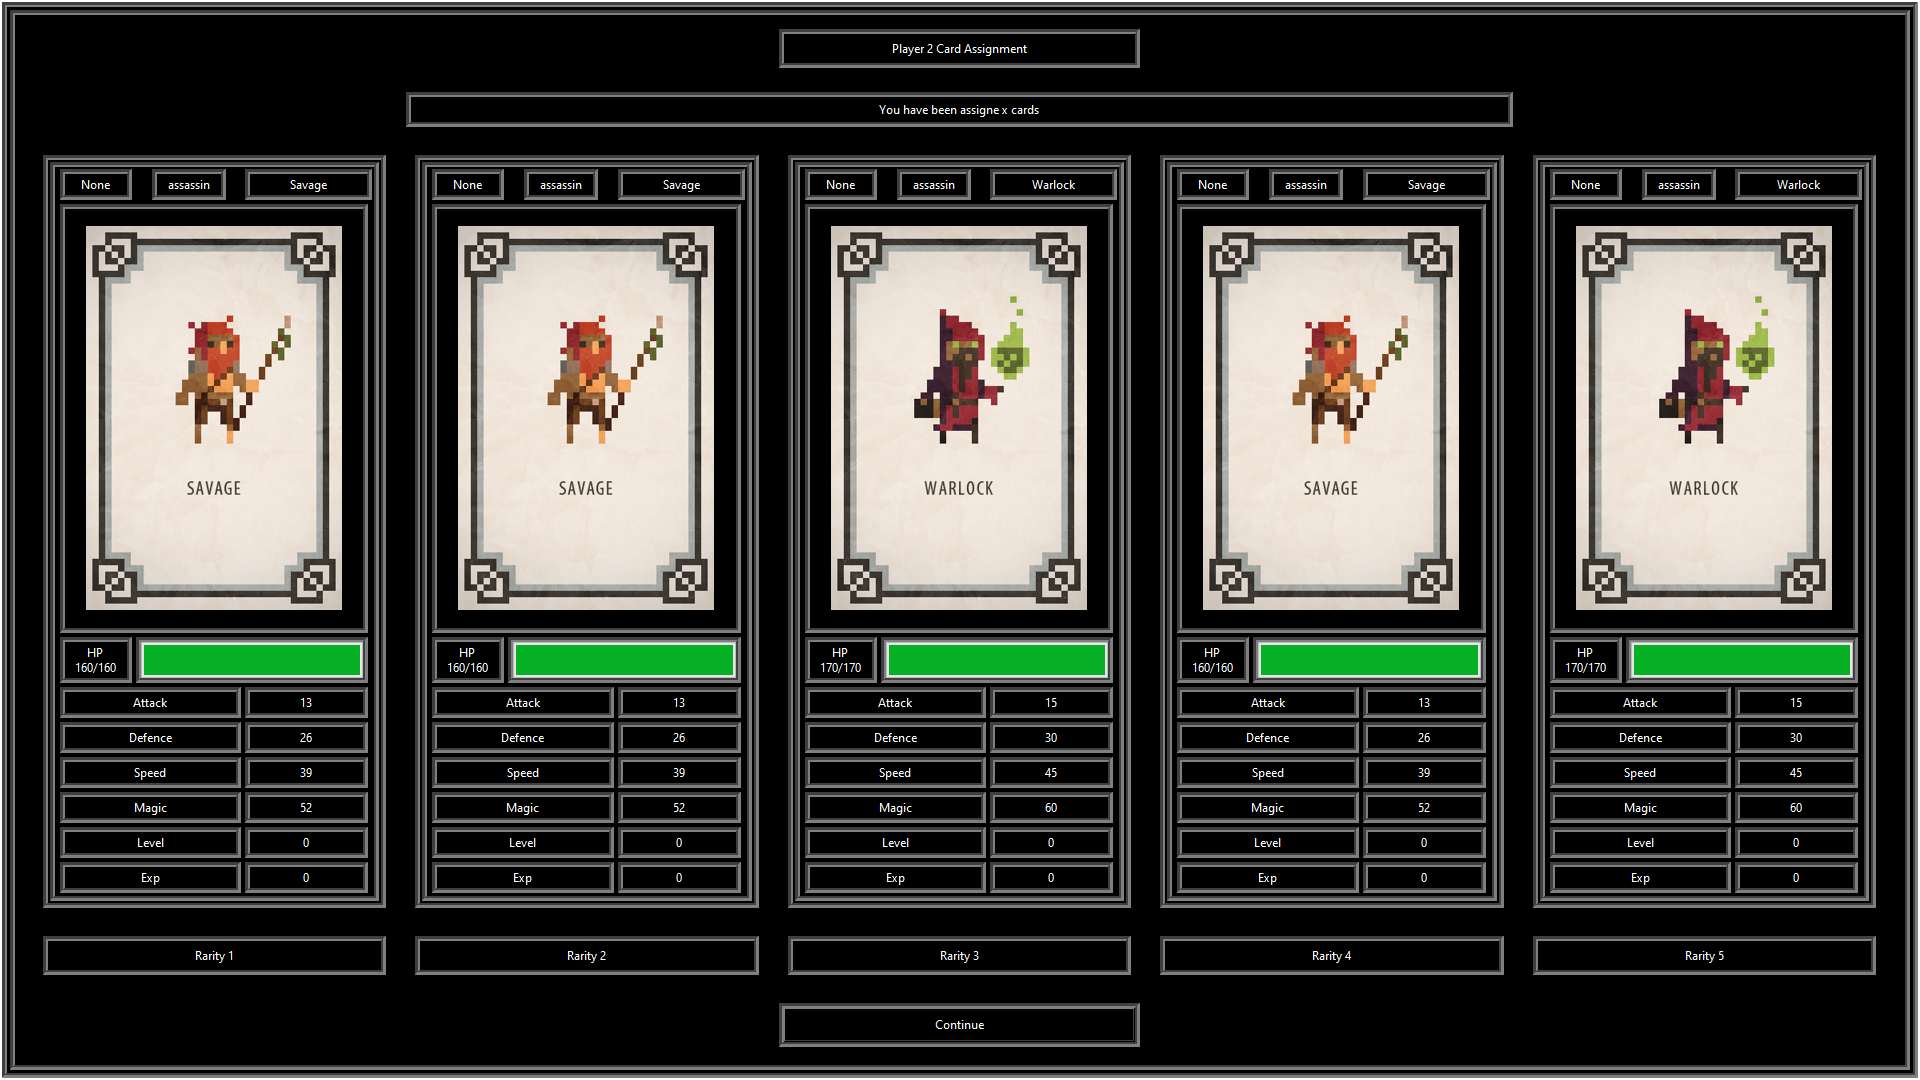 Player 2 Card Assignment
You have been assigne x cards
None assassin Savage
SAVAGE
HP
160/160
Attack 13
Defence 26
Speed 39
Magic 52
Level 0
Exp 0
Rarity 1
None assassin Savage
SAVAGE
HP
160/160
Attack 13
Defence 26
Speed 39
Magic 52
Level 0
Exp 0
Rarity 2
None assassin Warlock
WARLOCK
HP
170/170
Attack 15
Defence 30
Speed 45
Magic 60
Level 0
Exp 0
Rarity 3
None assassin Savage
SAVAGE
HP
160/160
Attack 13
Defence 26
Speed 39
Magic 52
Level 0
Exp 0
Rarity 4
None assassin Warlock
WARLOCK
HP
170/170
Attack 15
Defence 30
Speed 45
Magic 60
Level 0
Exp 0
Rarity 5
Continue